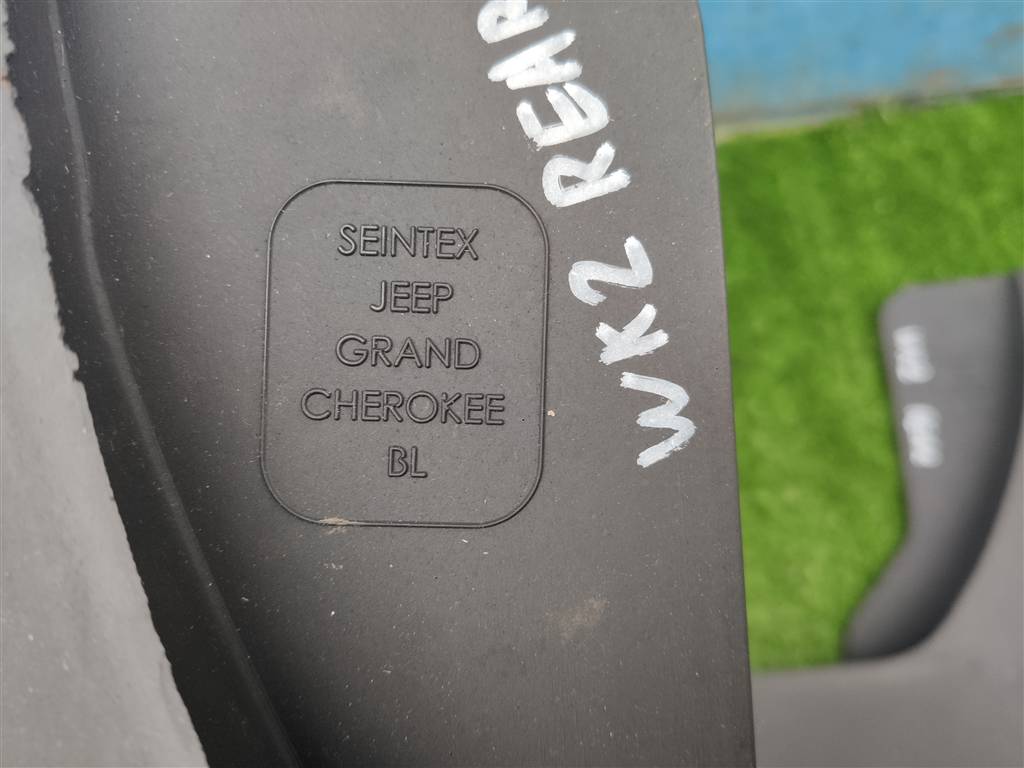 SEINTEX
JEEP
GRAND
CHEROKEE
BL
WK2 REAR